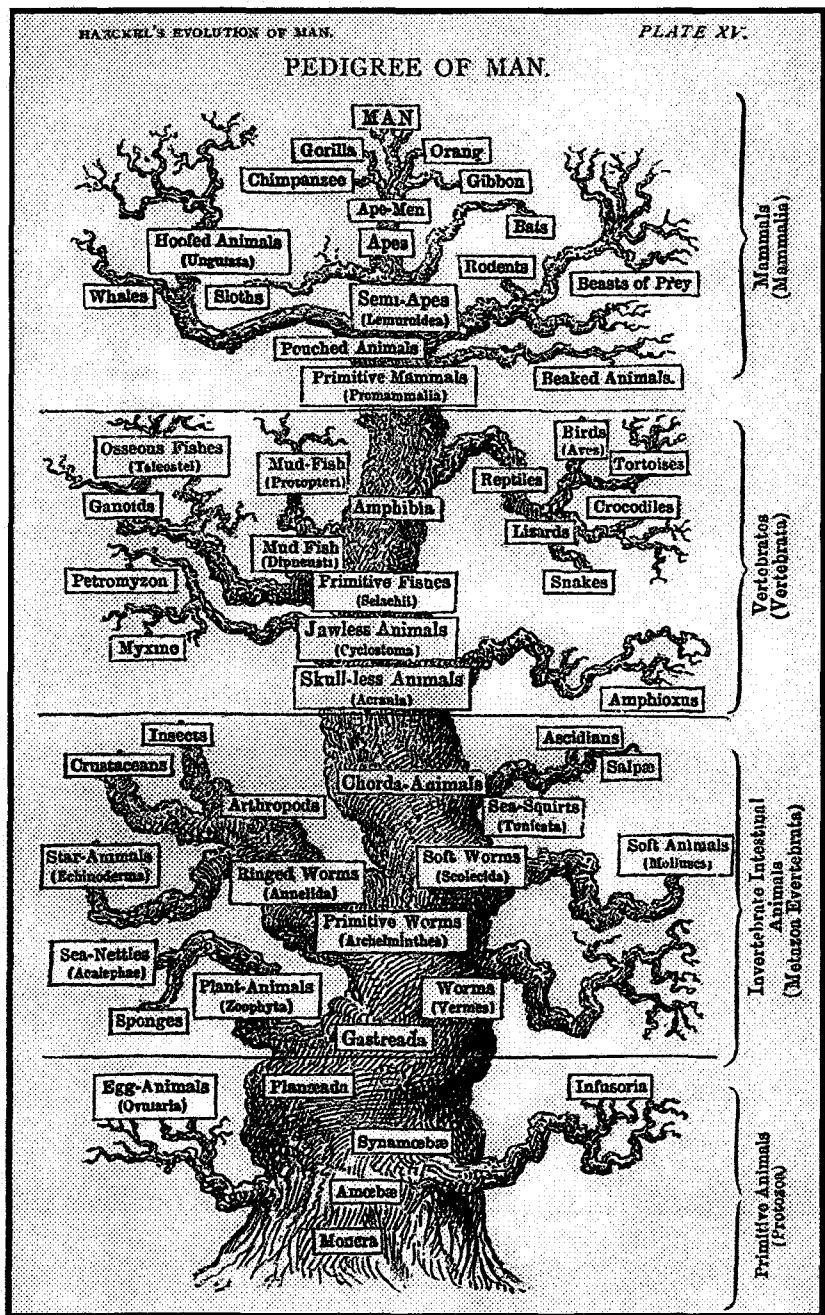 HAECKEL'S EVOLUTION OF MAN.
PLATE XV.
PEDIGREE OF MAN.
MAN
Gorilla
Orang
Chimpanzee
Gibbon
Ape-Men
Bats
Apes
Hoofed Animals
(Ungulata)
Rodents
Whales
Sloths
Semi-Apes
(Lemuroidea)
Beasts of Prey
Pouched Animals
Primitive Mammals
(Promammalia)
Beaked Animals.
Mammals
(Mammalia)
Osseous Fishes
(Teleostei)
Mud-Fish
(Protopteri)
Birds
(Aves)
Tortoises
Reptiles
Ganoids
Amphibia
Crocodiles
Lizards
Mud Fish
(Dipneusti)
Petromyzon
Primitive Fishes
(Selachii)
Snakes
Jawless Animals
(Cyclostoma)
Myxine
Skull-less Animals
(Acrania)
Amphioxus
Vertebrates
(Vertebrata)
Insects
Ascidians
Crustaceans
Salpæ
Chorda-Animals
Arthropods
Sea-Squirts
(Tunicata)
Star-Animals
(Echinoderma)
Ringed Worms
(Annelida)
Soft Worms
(Scolecida)
Soft Animals
(Molluscs)
Primitive Worms
(Archelminthes)
Sea-Nettles
(Acalephae)
Plant-Animals
(Zoophyta)
Worms
(Vermes)
Sponges
Gastreada
Invertebrate Intestinal
Animals
(Metazoa Evertebrata)
Egg-Animals
(Ovularia)
Planæada
Infusoria
Synamœbæ
Amœbæ
Monera
Primitive Animals
(Protozoa)